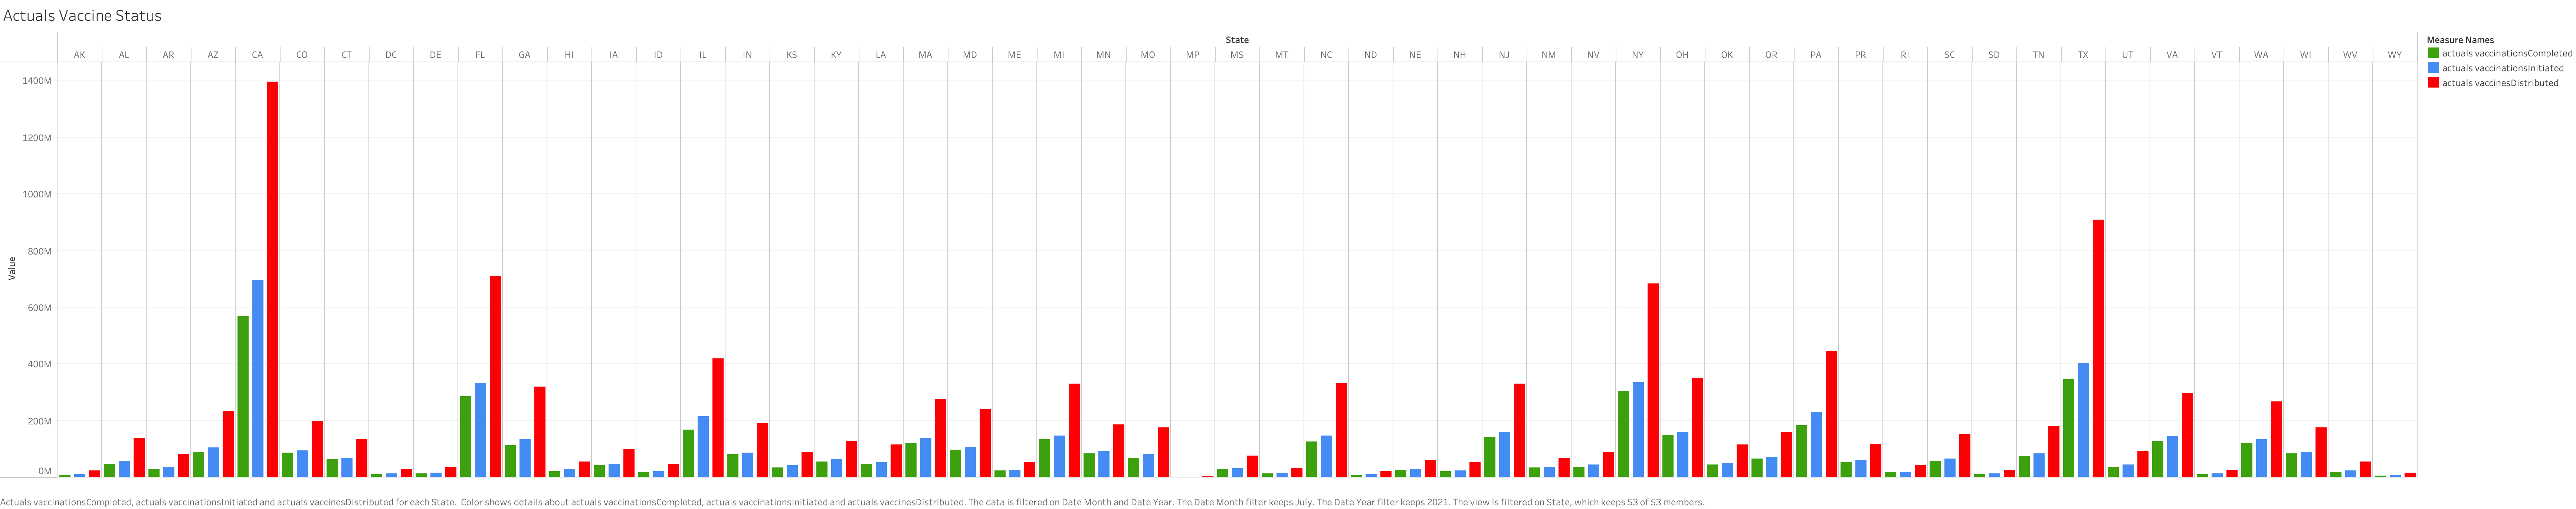 Actuals Vaccine Status
State
AK AL AR AZ CA CO CT DC DE FL GA HI IA ID IL IN KS KY LA MA MD ME MI MN MO MP MS MT NC ND NE NH NJ NM NV NY OH OK OR PA PR RI SC SD TN TX UT VA VT WA WI WV WY
Measure Names
actuals vaccinationsCompleted
actuals vaccinationsInitiated
actuals vaccinesDistributed
1400M
1200M
1000M
800M
600M
400M
200M
0M
Value
Actuals vaccinationsCompleted, actuals vaccinationsInitiated and actuals vaccinesDistributed for each State. Color shows details about actuals vaccinationsCompleted, actuals vaccinationsInitiated and actuals vaccinesDistributed. The data is filtered on Date Month and Date Year. The Date Month filter keeps July. The Date Year filter keeps 2021. The view is filtered on State, which keeps 53 of 53 members.